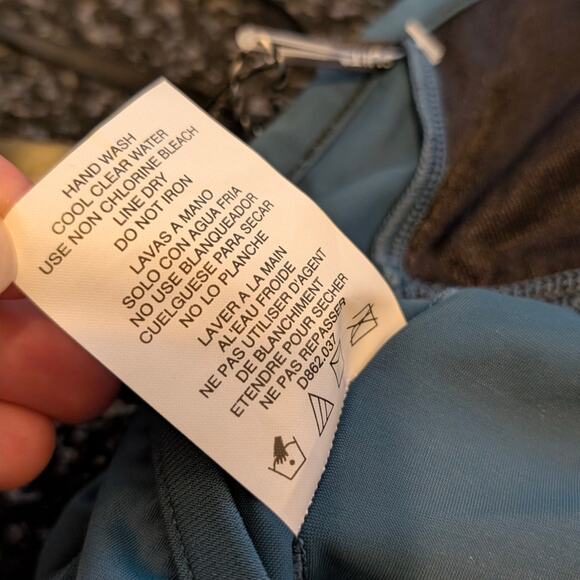 HAND WASH
COOL CLEAR WATER
USE NON CHLORINE BLEACH
LINE DRY
DO NOT IRON
LAVAS A MANO
SOLO CON AGUA FRIA
NO USE BLANQUEADOR
CUELGUESE PARA SECAR
NO LO PLANCHE
LAVER A LA MAIN
AL'EAU FROIDE
NE PAS UTILISER D'AGENT
DE BLANCHIMENT
ETENDRE POUR SÉCHER
NE PAS REPASSER
D862.037